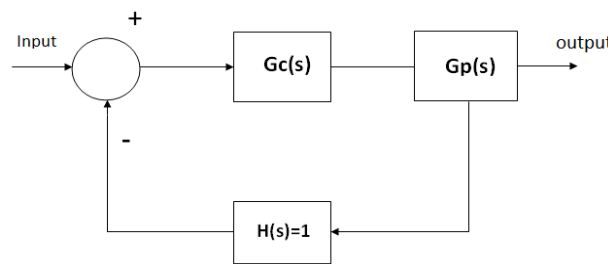 +
Input
output
Gc(s)
Gp(s)
-
H(s)=1